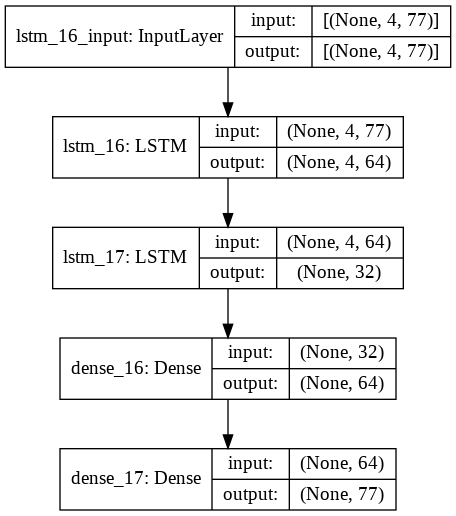 lstm_16_input: InputLayer
input:
[(None, 4, 77)]
output:
[(None, 4, 77)]
lstm_16: LSTM
input:
(None, 4, 77)
output:
(None, 4, 64)
lstm_17: LSTM
input:
(None, 4, 64)
output:
(None, 32)
dense_16: Dense
input:
(None, 32)
output:
(None, 64)
dense_17: Dense
input:
(None, 64)
output:
(None, 77)